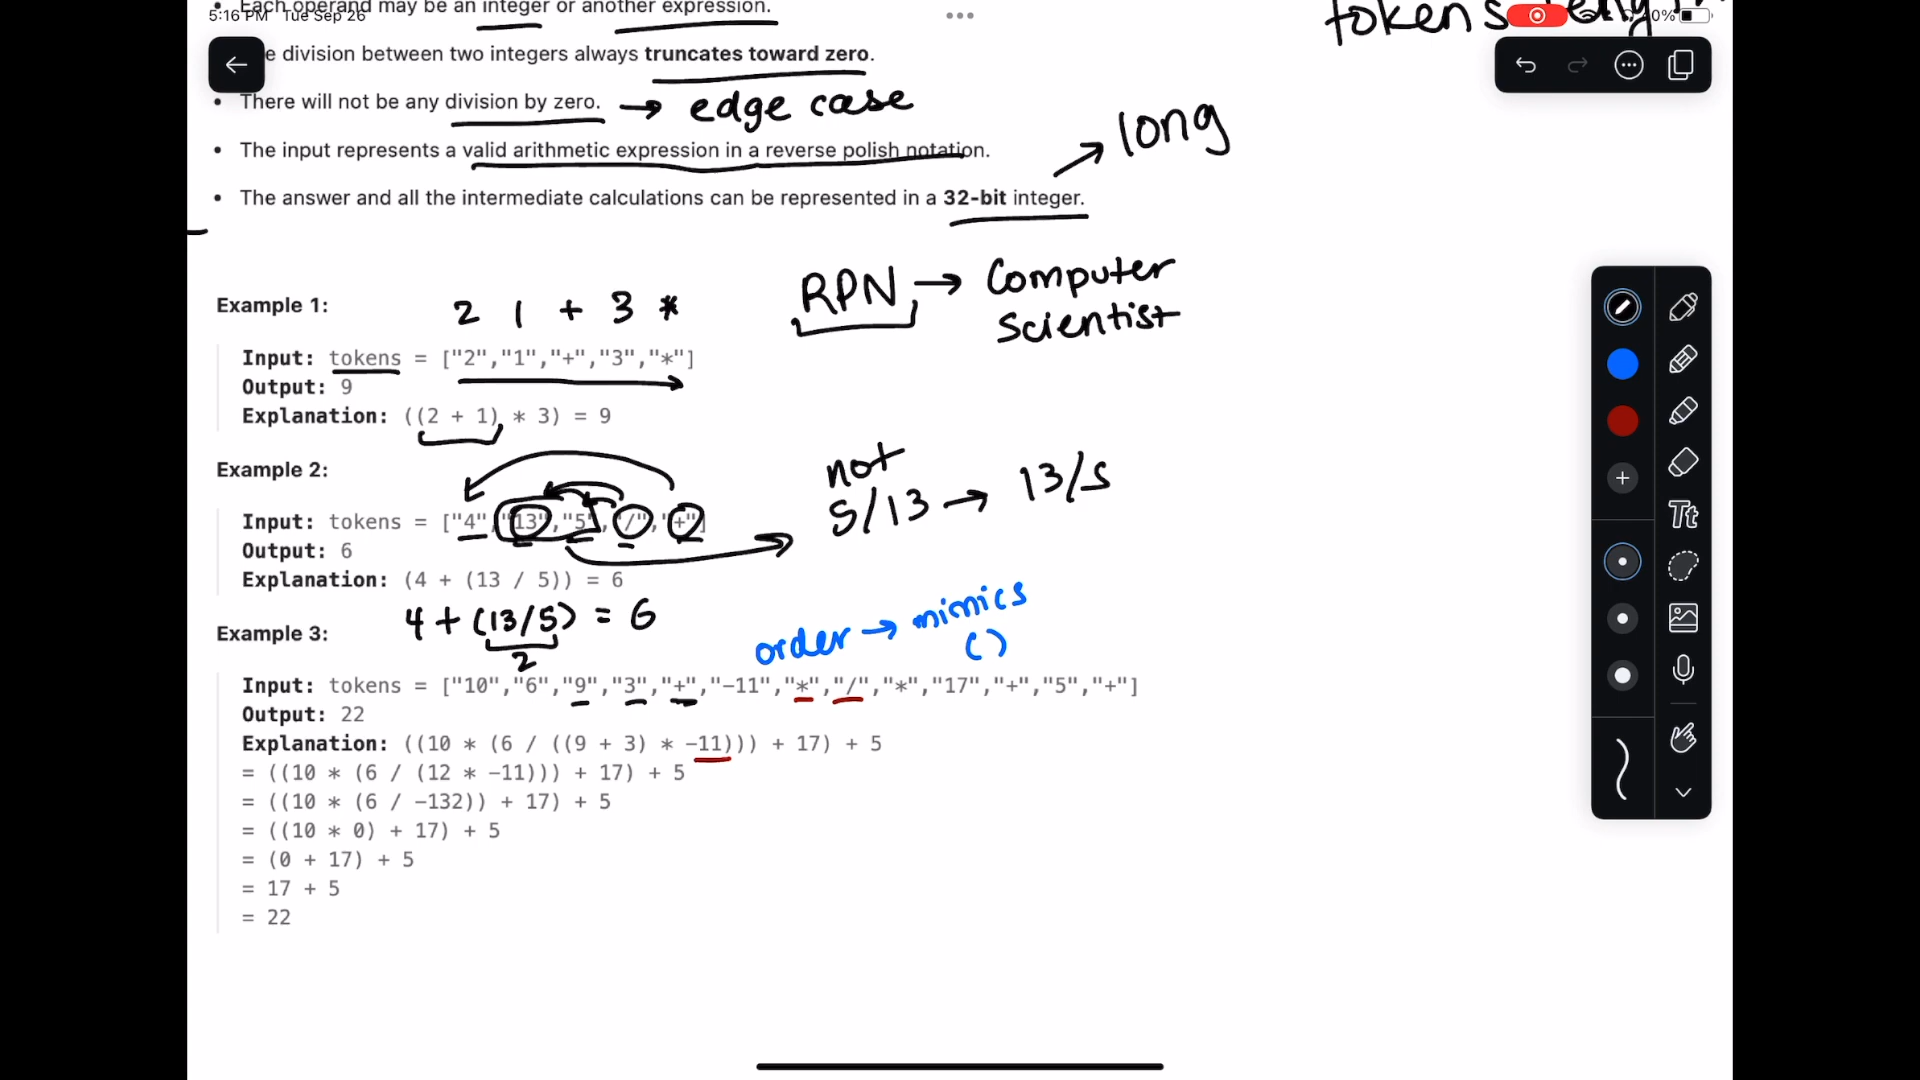 Each operand may be an integer or another expression.
5:16 PM Tue Sep 26
tokens
0%
e division between two integers always truncates toward zero.
There will not be any division by zero. → edge case
long
The input represents a valid arithmetic expression in a reverse polish notation.
The answer and all the intermediate calculations can be represented in a 32-bit integer.
RPN → Computer
Scientist
Example 1:
2 1 + 3 *
Input: tokens = ["2","1","+","3","*"]
Output: 9
Explanation: ((2 + 1) * 3) = 9
Example 2:
not
5/13 → 13/5
Input: tokens = ["4","13","5","/","+"]
Output: 6
Explanation: (4 + (13 / 5)) = 6
4 + (13/5) = 6
2
Example 3:
order → mimics
()
Input: tokens = ["10","6","9","3","+","-11","*","/","*","17","+","5","+"]
Output: 22
Explanation: ((10 * (6 / ((9 + 3) * -11))) + 17) + 5
= ((10 * (6 / (12 * -11))) + 17) + 5
= ((10 * (6 / -132)) + 17) + 5
= ((10 * 0) + 17) + 5
= (0 + 17) + 5
= 17 + 5
= 22
Tt